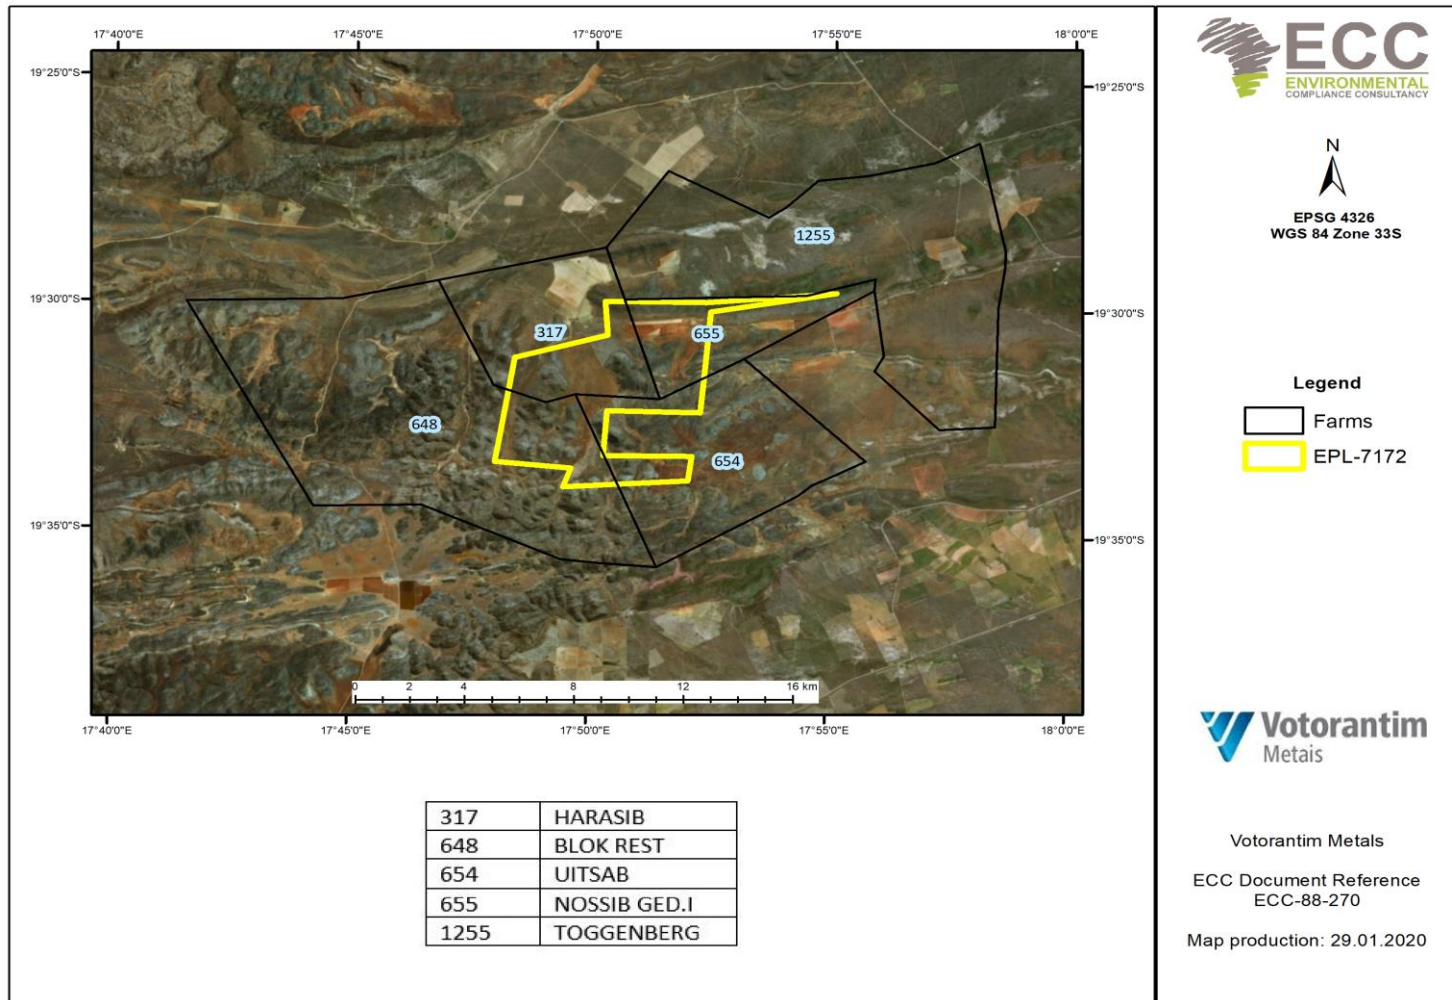 17°40'0"E 17°45'0"E 17°50'0"E 17°55'0"E 18°0'0"E
19°25'0"S
19°25'0"S
1255
19°30'0"S
19°30'0"S
317
655
648
654
19°35'0"S
19°35'0"S
0 2 4 8 12 16 km
17°40'0"E 17°45'0"E 17°50'0"E 17°55'0"E 18°0'0"E
317 HARASIB
648 BLOK REST
654 UITSAB
655 NOSSIB GED.I
1255 TOGGENBERG
ECC
ENVIRONMENTAL
COMPLIANCE CONSULTANCY
N
EPSG 4326
WGS 84 Zone 33S
Legend
Farms
EPL-7172
Votorantim
Metais
Votorantim Metals
ECC Document Reference
ECC-88-270
Map production: 29.01.2020